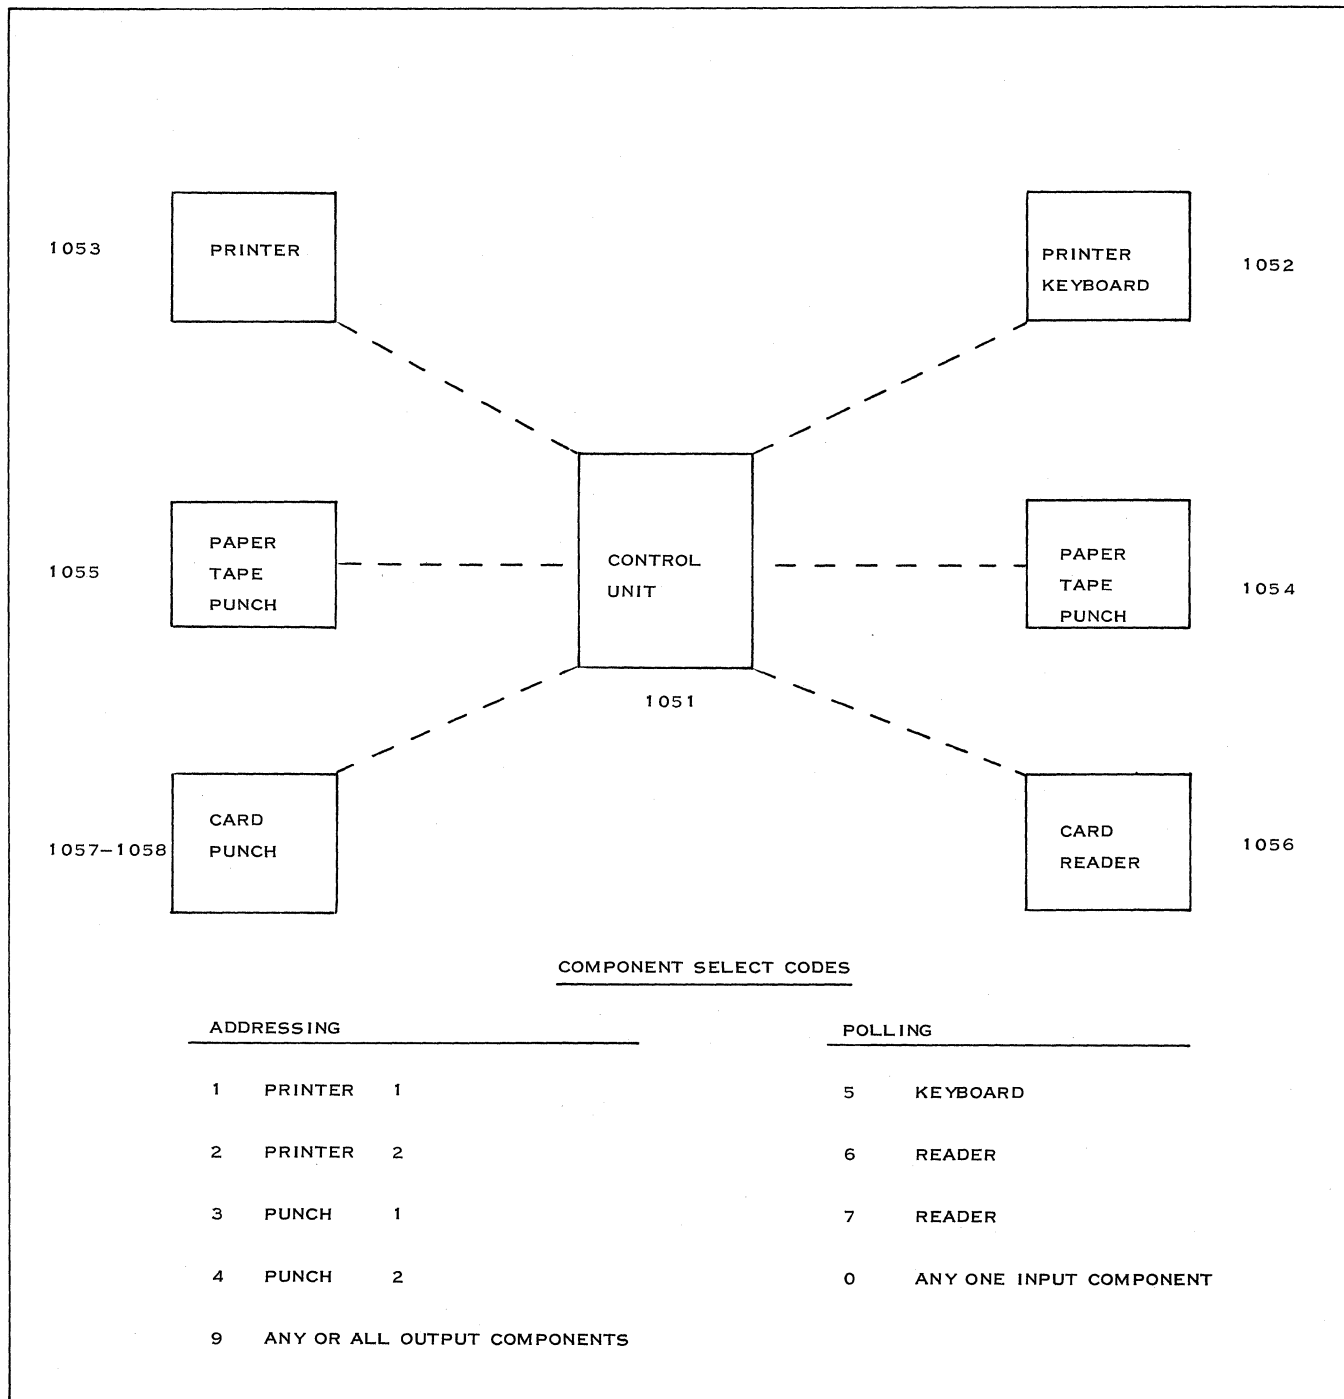 1053
PRINTER
PRINTER
KEYBOARD
1052
1055
PAPER
TAPE
PUNCH
CONTROL
UNIT
1051
PAPER
TAPE
PUNCH
1054
1057-1058
CARD
PUNCH
CARD
READER
1056
COMPONENT SELECT CODES
ADDRESSING
1 PRINTER 1
2 PRINTER 2
3 PUNCH 1
4 PUNCH 2
9 ANY OR ALL OUTPUT COMPONENTS
POLLING
5 KEYBOARD
6 READER
7 READER
0 ANY ONE INPUT COMPONENT